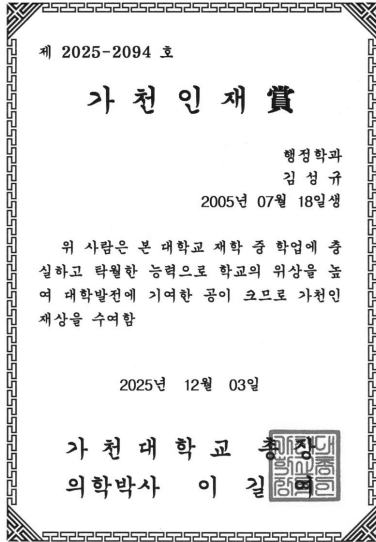 제 2025-2094 호
가 천 인 재 賞
행정학과
김 성 규
2005년 07월 18일생
위 사람은 본 대학교 재학 중 학업에 충
실하고 탁월한 능력으로 학교의 위상을 높
여 대학발전에 기여한 공이 크므로 가천인
재상을 수여함
2025년 12월 03일
가 천 대 학 교 총 장
의학박사 이 길 여